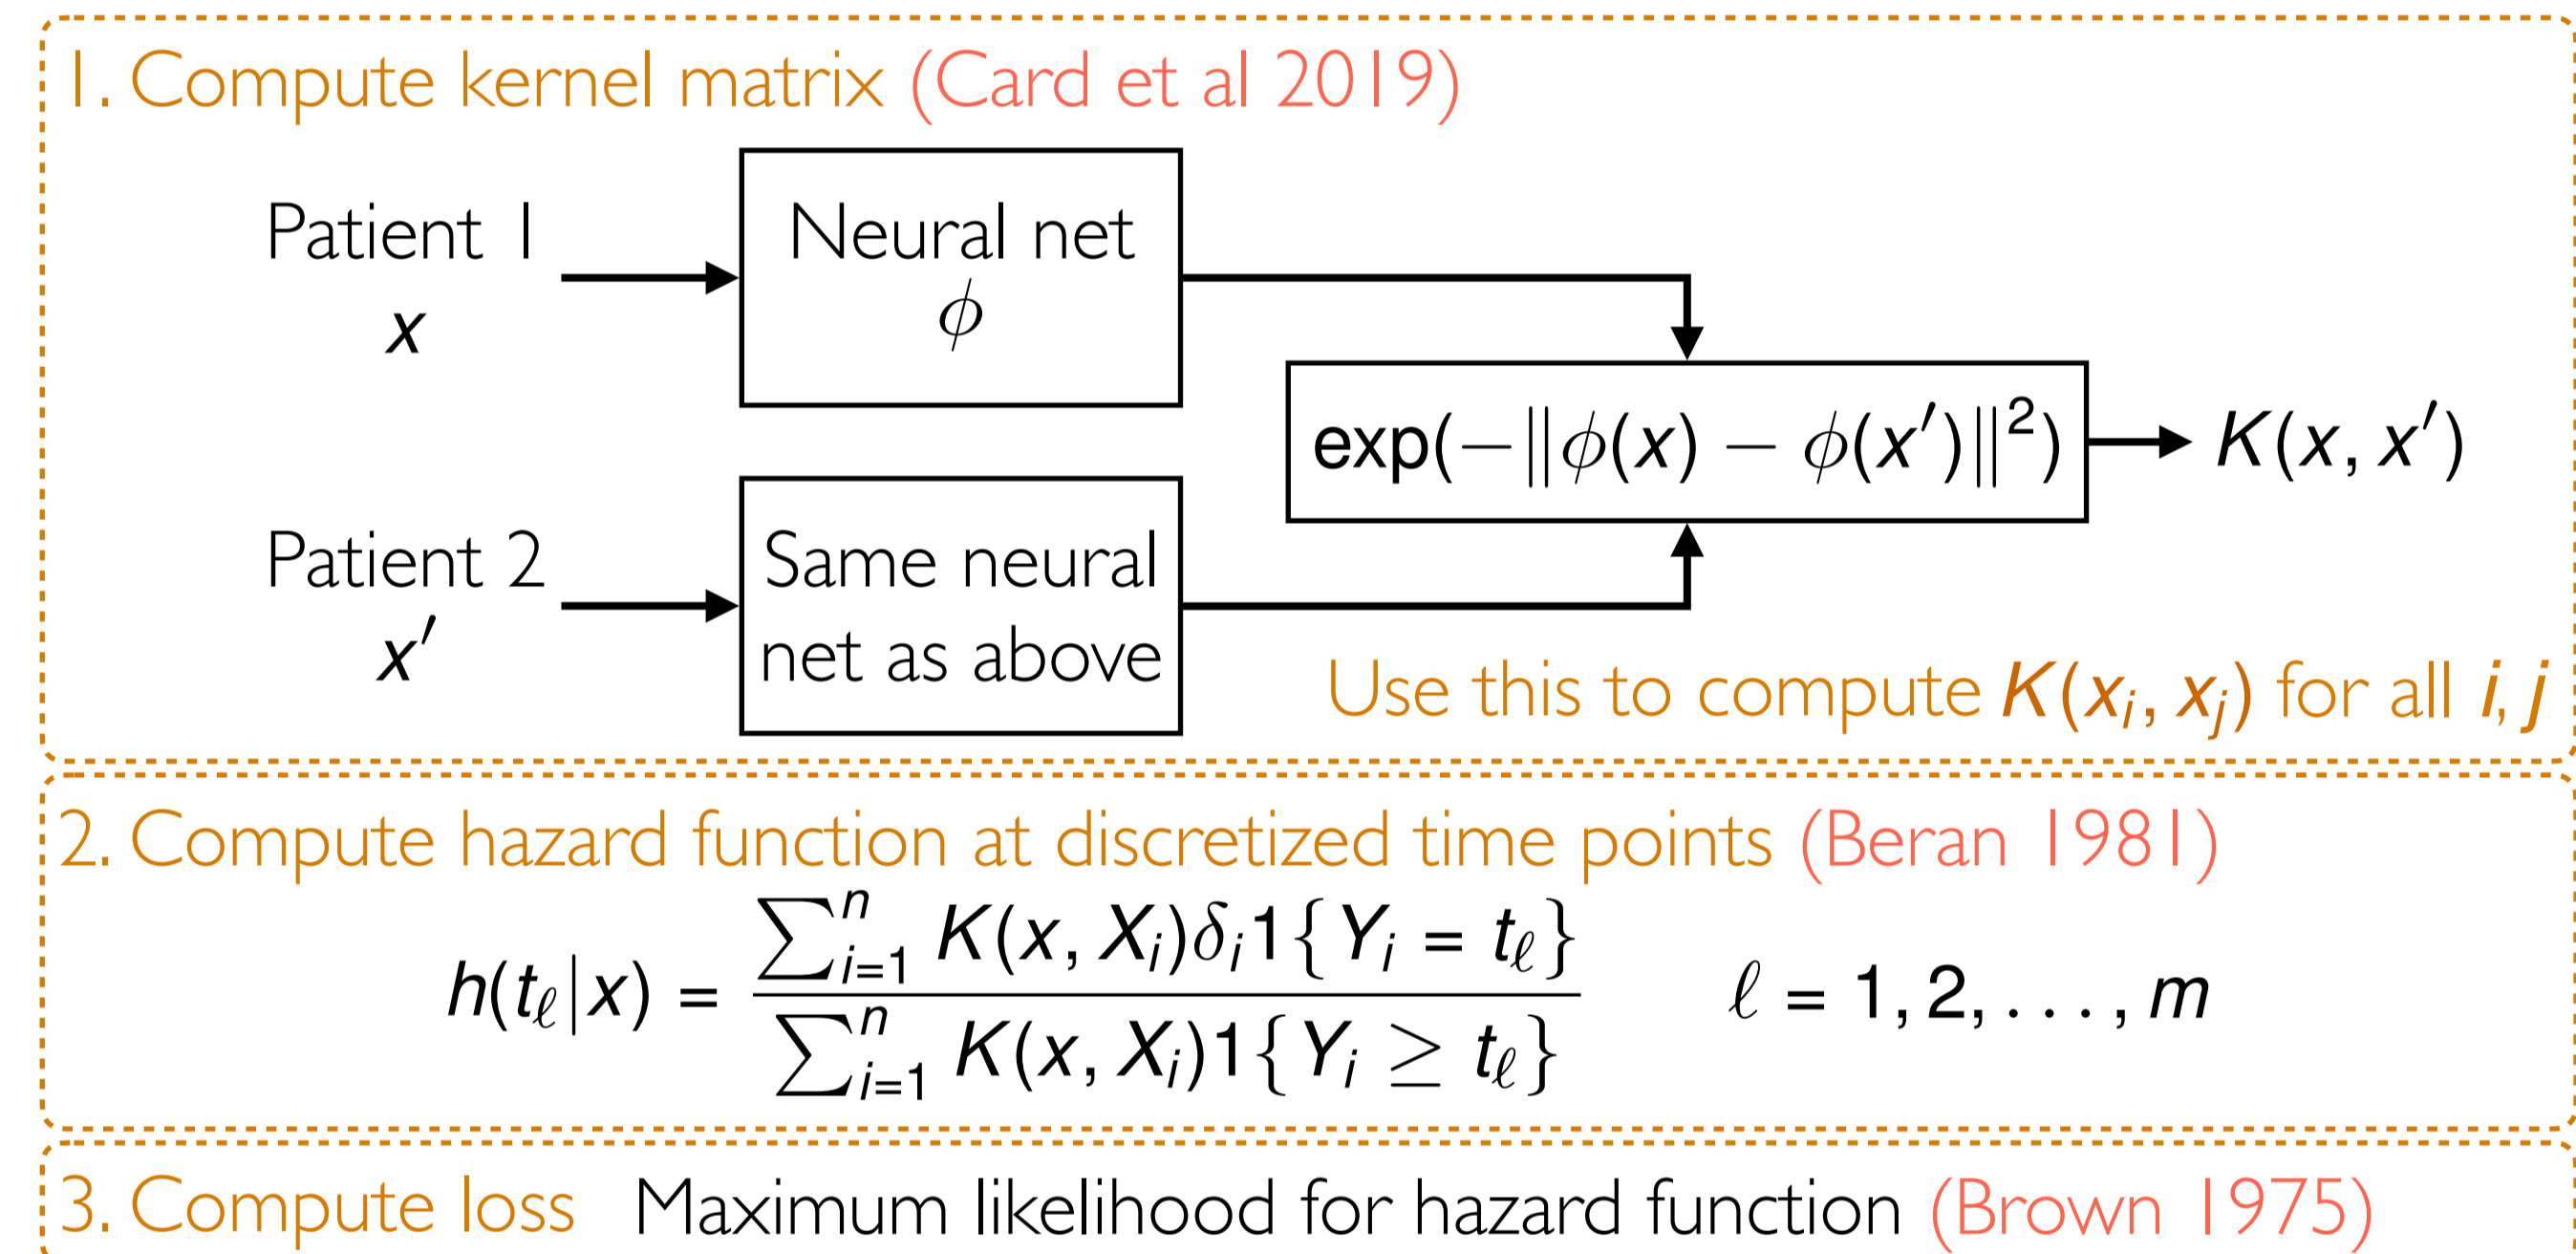 1. Compute kernel matrix (Card et al 2019)
Patient 1
x
Neural net
ϕ
exp(−‖ϕ(x) − ϕ(x′)‖²)
K(x, x′)
Patient 2
x′
Same neural
net as above
Use this to compute K(xᵢ, xⱼ) for all i, j
2. Compute hazard function at discretized time points (Beran 1981)
h(t_ℓ|x) = ∑ⁿᵢ₌₁ K(x, Xᵢ)δᵢ1{Yᵢ = t_ℓ} / ∑ⁿᵢ₌₁ K(x, Xᵢ)1{Yᵢ ≥ t_ℓ} ℓ = 1, 2, . . . , m
3. Compute loss Maximum likelihood for hazard function (Brown 1975)